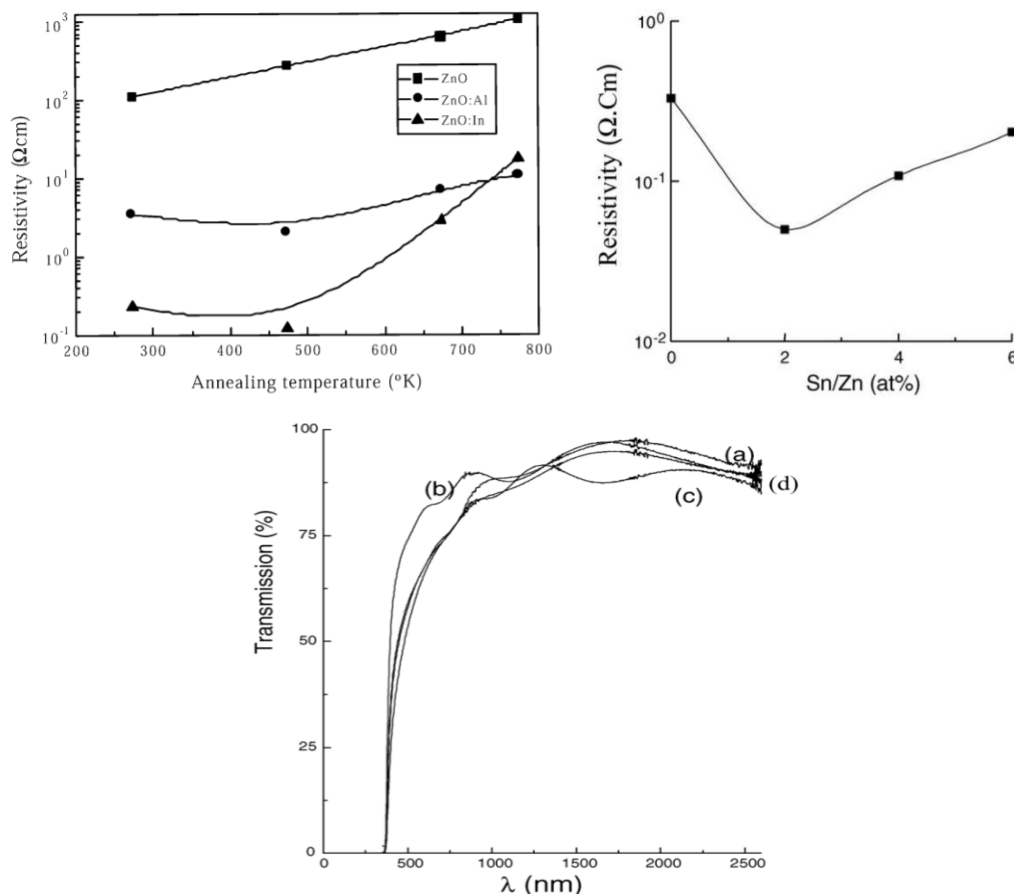 10³
10²
10¹
10⁰
10⁻¹
Resistivity (Ωcm)
ZnO
ZnO:Al
ZnO:In
200 300 400 500 600 700 800
Annealing temperature (°K)
10⁰
10⁻¹
10⁻²
Resistivity (Ω.Cm)
0 2 4 6
Sn/Zn (at%)
100
75
50
25
0
Transmission (%)
(a)
(b)
(c)
(d)
0 500 1000 1500 2000 2500
λ (nm)